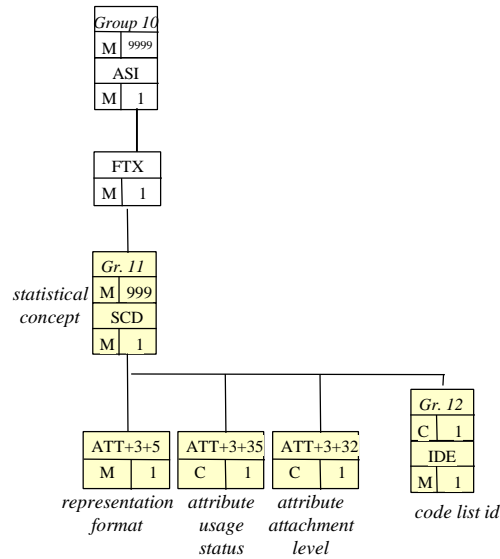 Group 10
M 9999
ASI
M 1
FTX
M 1
Gr. 11
M 999
SCD
M 1
statistical
concept
ATT+3+5
M 1
representation
format
ATT+3+35
C 1
attribute
usage
status
ATT+3+32
C 1
attribute
attachment
level
Gr. 12
C 1
IDE
M 1
code list id